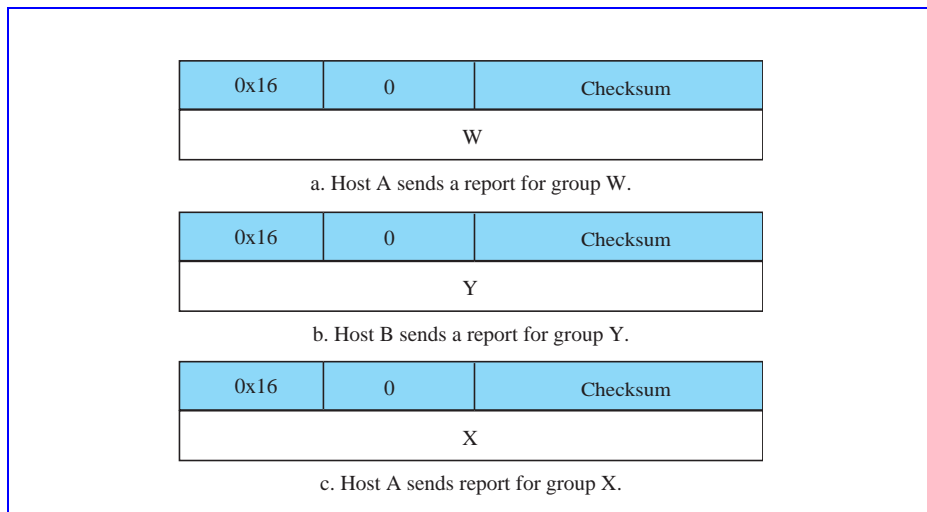 0x16 0 Checksum
W
a. Host A sends a report for group W.
0x16 0 Checksum
Y
b. Host B sends a report for group Y.
0x16 0 Checksum
X
c. Host A sends report for group X.